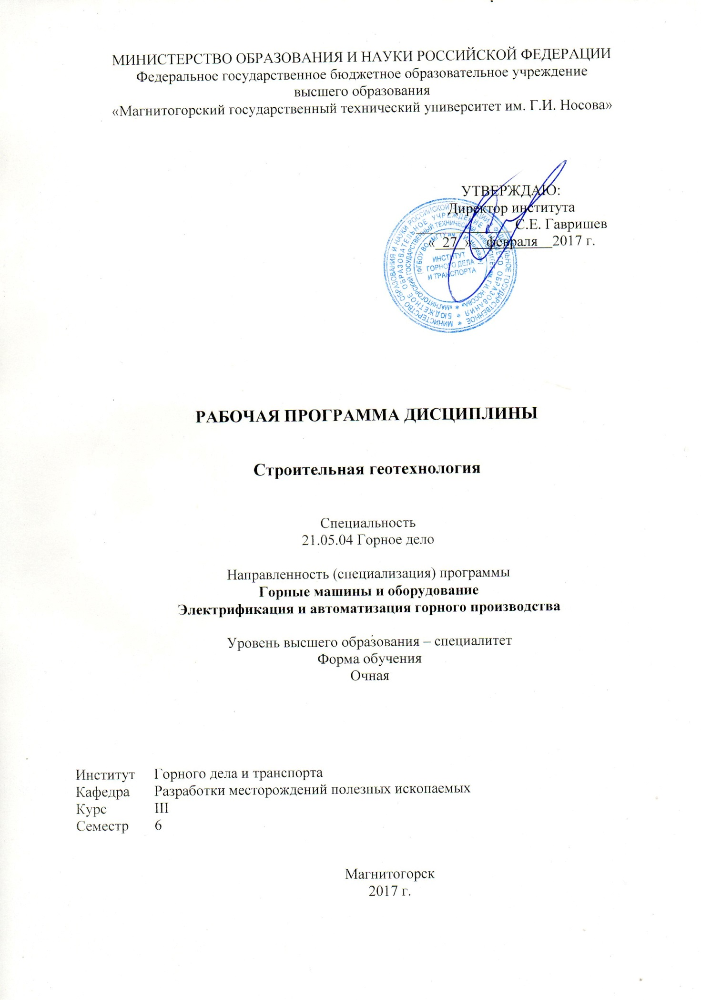 МИНИСТЕРСТВО ОБРАЗОВАНИЯ И НАУКИ РОССИЙСКОЙ ФЕДЕРАЦИИ
Федеральное государственное бюджетное образовательное учреждение
высшего образования
«Магнитогорский государственный технический университет им. Г.И. Носова»
УТВЕРЖДАЮ:
Директор института
С.Е. Гавришев
« 27 » февраля 2017 г.
МИНИСТЕРСТВО ОБРАЗОВАНИЯ И НАУКИ РОССИЙСКОЙ ФЕДЕРАЦИИ * ФЕДЕРАЛЬНОЕ ГОСУДАРСТВЕННОЕ *
БЮДЖЕТНОЕ ОБРАЗОВАТЕЛЬНОЕ УЧРЕЖДЕНИЕ ВЫСШЕГО ОБРАЗОВАНИЯ *
«МАГНИТОГОРСКИЙ ГОСУДАРСТВЕННЫЙ ТЕХНИЧЕСКИЙ УНИВЕРСИТЕТ им. Г.И. НОСОВА» *
(ФГБОУ ВО «МГТУ им. Г.И. Носова»)
ИНСТИТУТ
ГОРНОГО ДЕЛА
И ТРАНСПОРТА
РАБОЧАЯ ПРОГРАММА ДИСЦИПЛИНЫ
Строительная геотехнология
Специальность
21.05.04 Горное дело
Направленность (специализация) программы
Горные машины и оборудование
Электрификация и автоматизация горного производства
Уровень высшего образования – специалитет
Форма обучения
Очная
Институт Горного дела и транспорта
Кафедра Разработки месторождений полезных ископаемых
Курс III
Семестр 6
Магнитогорск
2017 г.